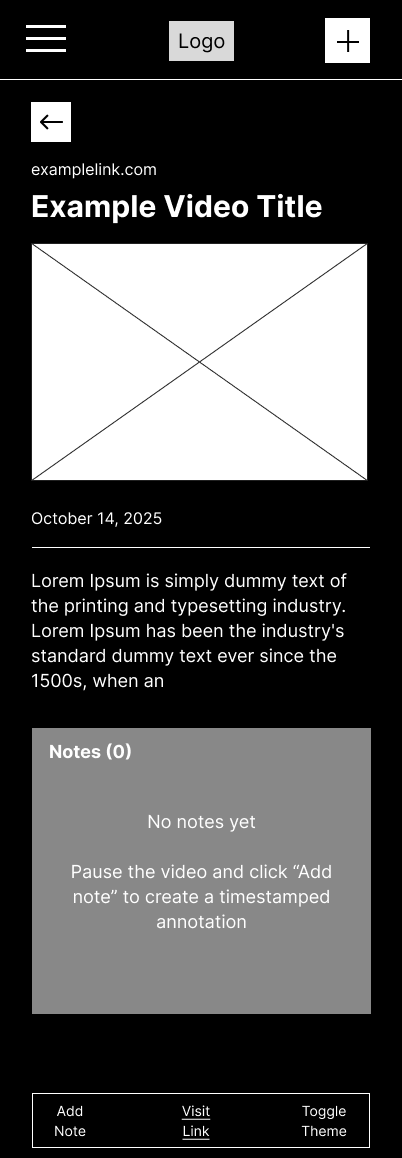 Logo
examplelink.com
Example Video Title
October 14, 2025
Lorem Ipsum is simply dummy text of
the printing and typesetting industry.
Lorem Ipsum has been the industry's
standard dummy text ever since the
1500s, when an
Notes (0)
No notes yet
Pause the video and click “Add
note” to create a timestamped
annotation
Add
Note
Visit
Link
Toggle
Theme